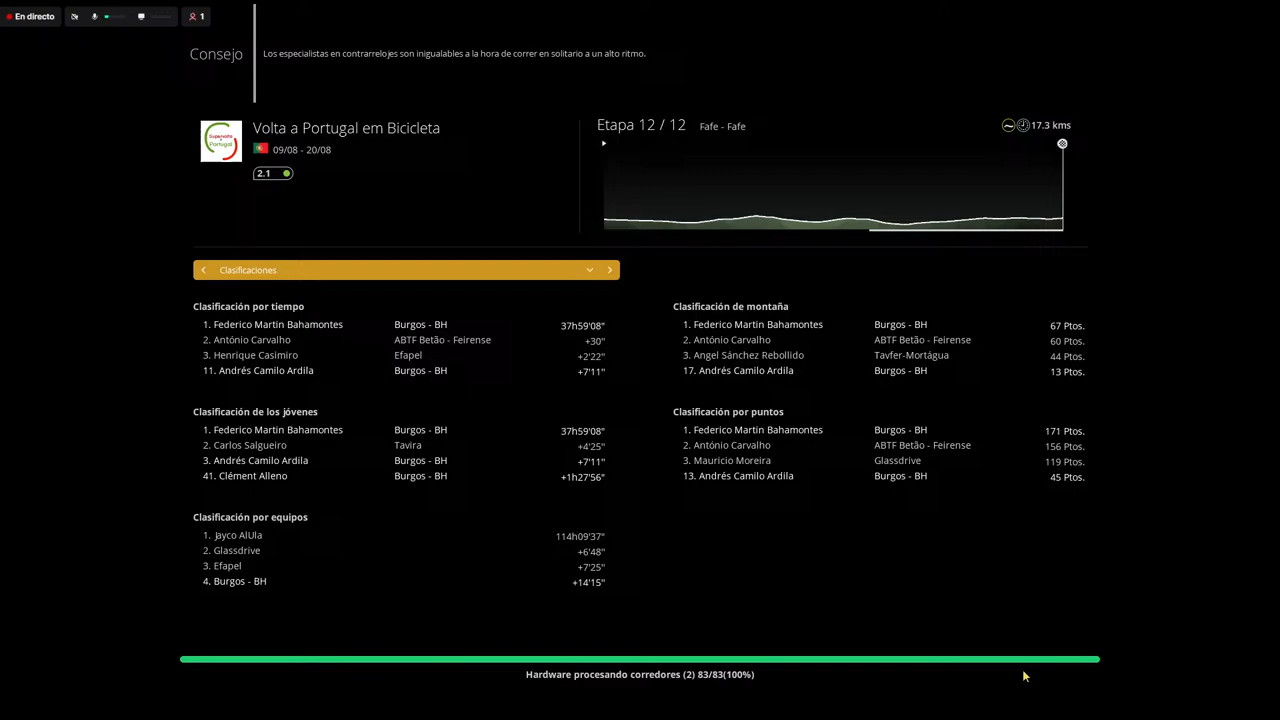 En directo
1
Consejo
Los especialistas en contrarrelojes son inigualables a la hora de correr en solitario a un alto ritmo.
Supervolta
Portugal
Volta a Portugal em Bicicleta
09/08 - 20/08
2.1
Etapa 12 / 12 Fafe - Fafe
17.3 kms
Clasificaciones
Clasificación por tiempo
1. Federico Martin Bahamontes Burgos - BH 37h59'08"
2. António Carvalho ABTF Betão - Feirense +30"
3. Henrique Casimiro Efapel +2'22"
11. Andrés Camilo Ardila Burgos - BH +7'11"
Clasificación de montaña
1. Federico Martin Bahamontes Burgos - BH 67 Ptos.
2. António Carvalho ABTF Betão - Feirense 60 Ptos.
3. Angel Sánchez Rebollido Tavfer-Mortágua 44 Ptos.
17. Andrés Camilo Ardila Burgos - BH 13 Ptos.
Clasificación de los jóvenes
1. Federico Martin Bahamontes Burgos - BH 37h59'08"
2. Carlos Salgueiro Tavira +4'25"
3. Andrés Camilo Ardila Burgos - BH +7'11"
41. Clément Alleno Burgos - BH +1h27'56"
Clasificación por puntos
1. Federico Martin Bahamontes Burgos - BH 171 Ptos.
2. António Carvalho ABTF Betão - Feirense 156 Ptos.
3. Mauricio Moreira Glassdrive 119 Ptos.
13. Andrés Camilo Ardila Burgos - BH 45 Ptos.
Clasificación por equipos
1. Jayco AlUla 114h09'37"
2. Glassdrive +6'48"
3. Efapel +7'25"
4. Burgos - BH +14'15"
Hardware procesando corredores (2) 83/83(100%)